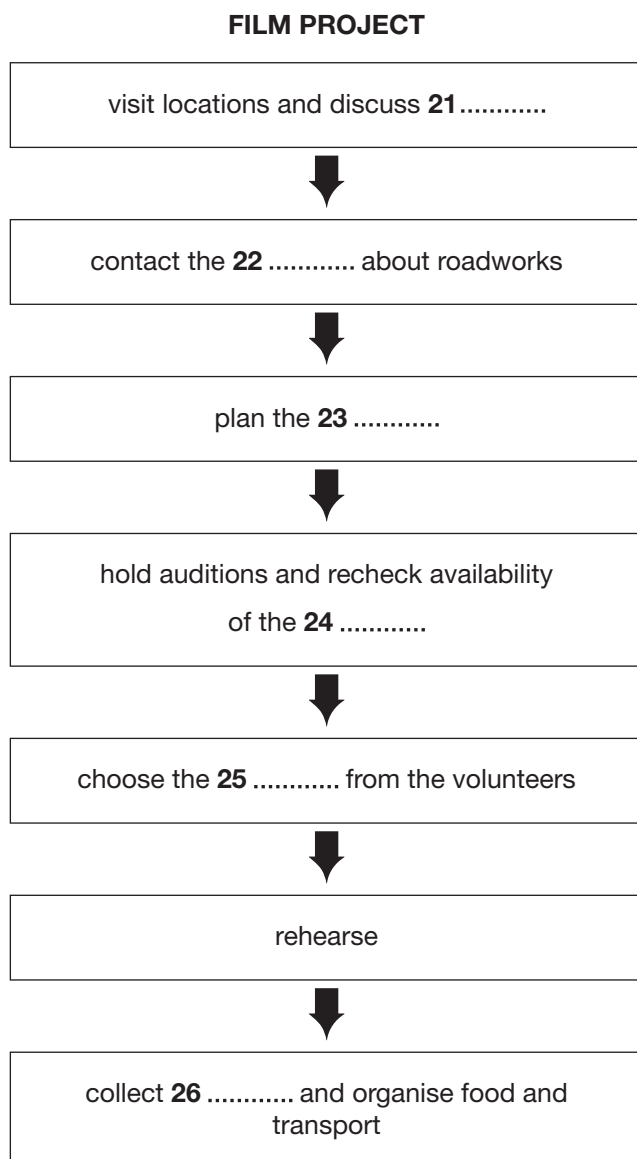 FILM PROJECT
visit locations and discuss 21............
contact the 22 ............ about roadworks
plan the 23 ............
hold auditions and recheck availability
of the 24 ............
choose the 25 ............ from the volunteers
rehearse
collect 26 ............ and organise food and
transport